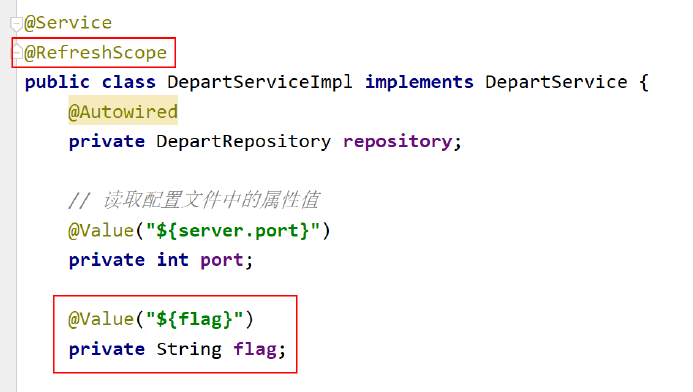 @Service
@RefreshScope
public class DepartServiceImpl implements DepartService {
@Autowired
private DepartRepository repository;
// 读取配置文件中的属性值
@Value("${server.port}")
private int port;
@Value("${flag}")
private String flag;